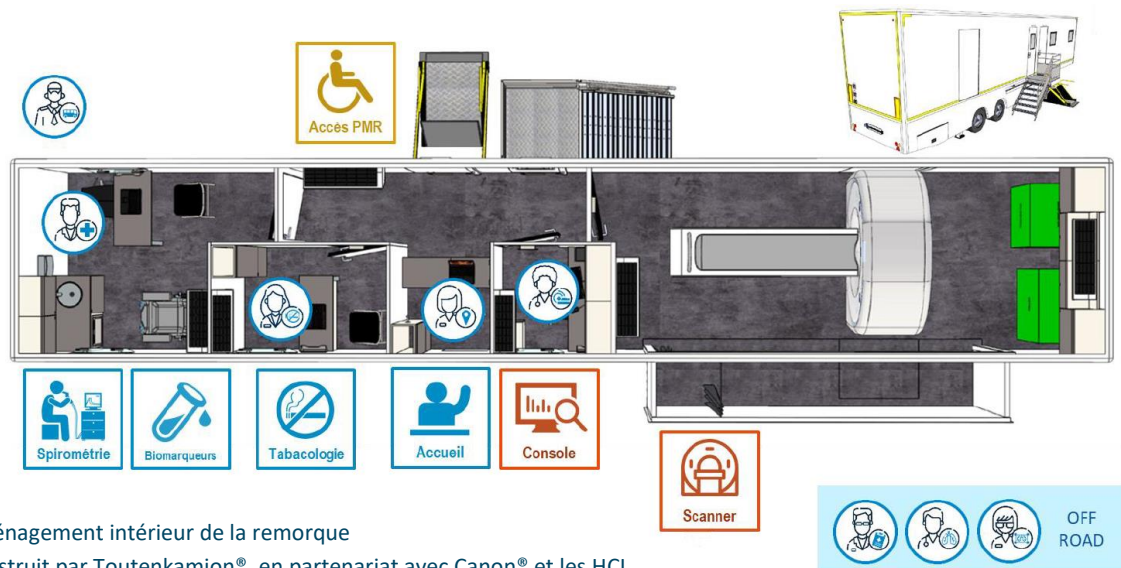 Accès PMR
Spirométrie
Biomarqueurs
Tabacologie
Accueil
Console
Scanner
OFF
ROAD
énagement intérieur de la remorque
struit par Toutenkamion®, en partenariat avec Canon® et les HCL